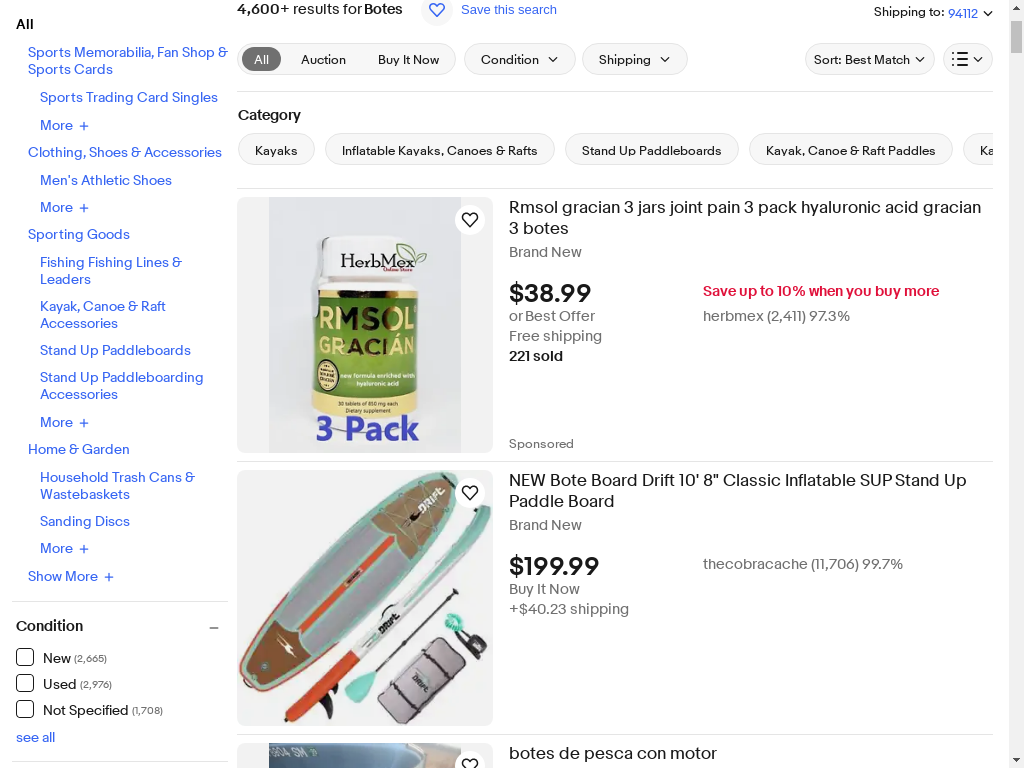 4,600+ results for Botes
Save this search
Shipping to: 94112
All
Auction
Buy It Now
Condition
Shipping
Sort: Best Match
Category
Kayaks
Inflatable Kayaks, Canoes & Rafts
Stand Up Paddleboards
Kayak, Canoe & Raft Paddles
Ka
All
Sports Memorabilia, Fan Shop &
Sports Cards
Sports Trading Card Singles
More
Clothing, Shoes & Accessories
Men's Athletic Shoes
More
Sporting Goods
Fishing Fishing Lines &
Leaders
Kayak, Canoe & Raft
Accessories
Stand Up Paddleboards
Stand Up Paddleboarding
Accessories
More
Home & Garden
Household Trash Cans &
Wastebaskets
Sanding Discs
More
Show More
Condition
New (2,665)
Used (2,976)
Not Specified (1,708)
see all
HerbMex
Online Store
RMSOL
GRACIÁN
new formula enriched with
hyaluronic acid
30 tablets of 850 mg each
Dietary supplement
3 Pack
Rmsol gracian 3 jars joint pain 3 pack hyaluronic acid gracian
3 botes
Brand New
$38.99
or Best Offer
Free shipping
221 sold
Save up to 10% when you buy more
herbmex (2,411) 97.3%
Sponsored
DRIFT
DRIFT
DRIFT
NEW Bote Board Drift 10' 8" Classic Inflatable SUP Stand Up
Paddle Board
Brand New
$199.99
Buy It Now
+$40.23 shipping
thecobracache (11,706) 99.7%
botes de pesca con motor